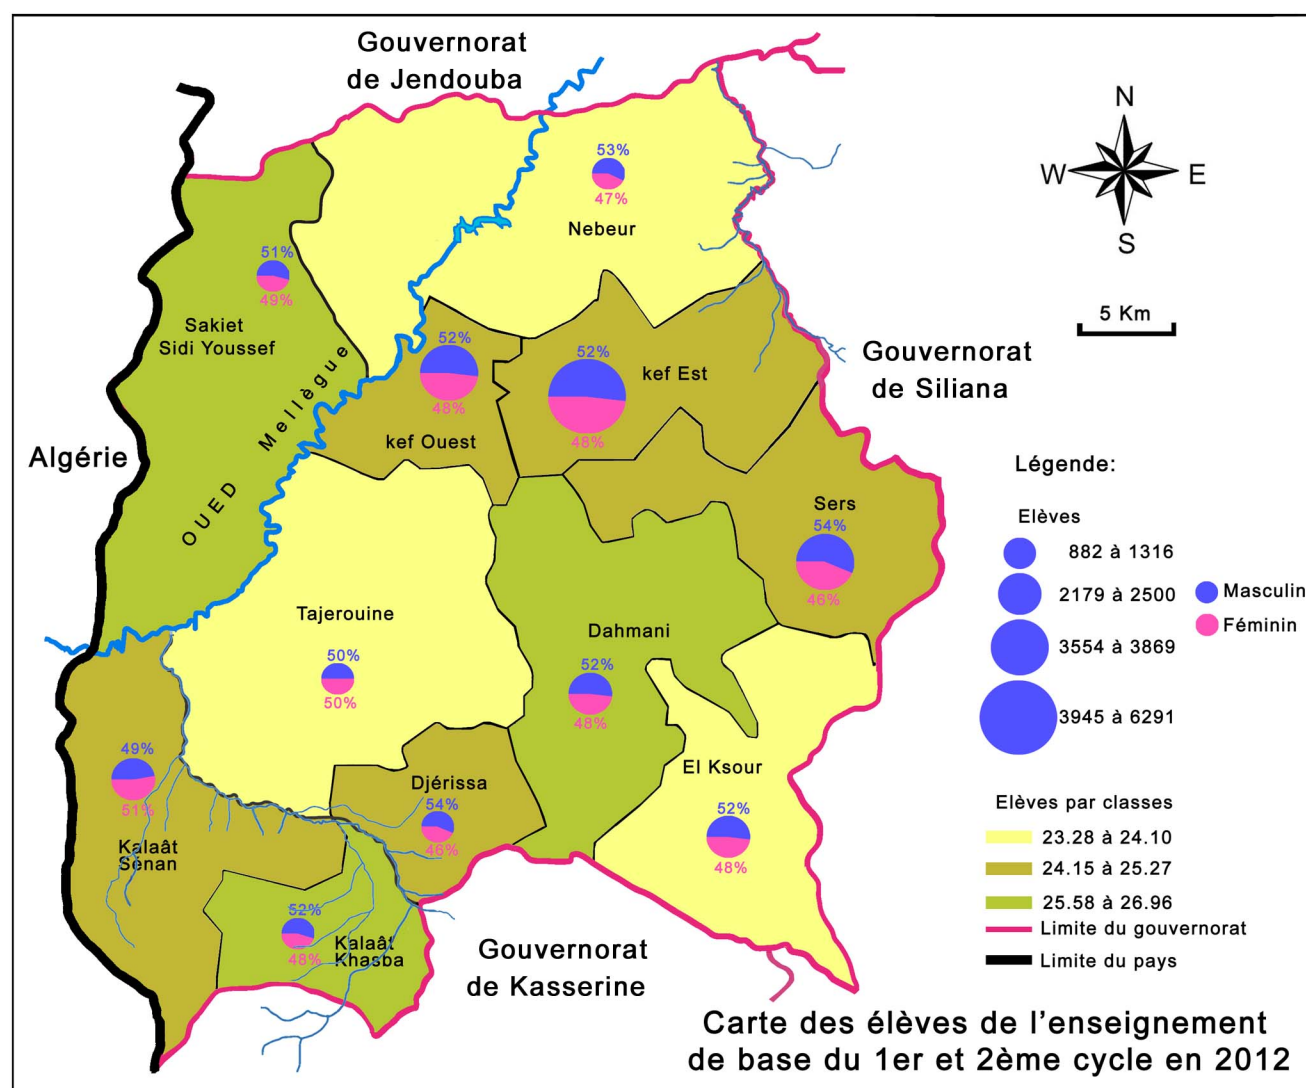 Gouvernorat
de Jendouba
N
W
E
S
5 Km
53%
47%
Nebeur
51%
49%
Sakiet
Sidi Youssef
OUED Mellègue
Algérie
52%
48%
kef Ouest
52%
48%
kef Est
Gouvernorat
de Siliana
Sers
54%
46%
Tajerouine
50%
50%
Dahmani
52%
48%
49%
51%
Kalaât
Senan
Djérissa
54%
46%
El Ksour
52%
48%
52%
48%
Kalaât
Khasba
Gouvernorat
de Kasserine
Légende:
Elèves
882 à 1316
2179 à 2500
3554 à 3869
3945 à 6291
Masculin
Féminin
Elèves par classes
23.28 à 24.10
24.15 à 25.27
25.58 à 26.96
Limite du gouvernorat
Limite du pays
Carte des élèves de l'enseignement
de base du 1er et 2ème cycle en 2012